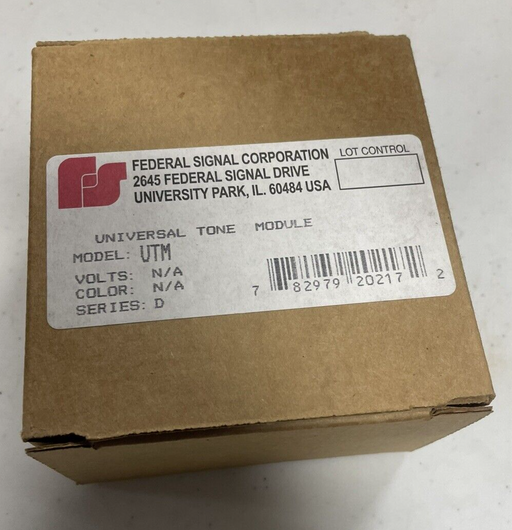 FS
FEDERAL SIGNAL CORPORATION
2645 FEDERAL SIGNAL DRIVE
UNIVERSITY PARK, IL. 60484 USA
LOT CONTROL
UNIVERSAL TONE MODULE
MODEL: UTM
VOLTS: N/A
COLOR: N/A
SERIES: D
7 82979 20217 2